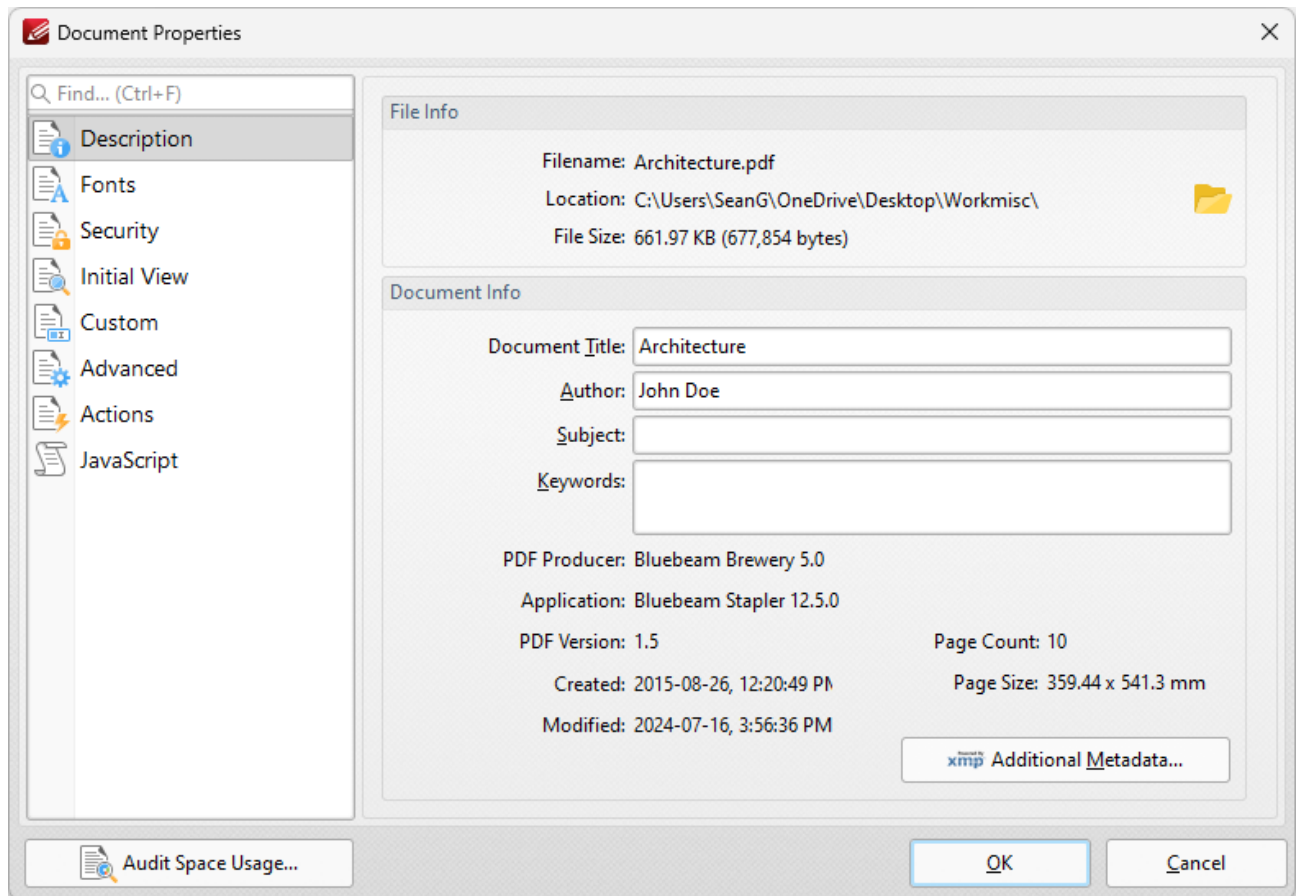 Document Properties
Find... (Ctrl+F)
Description
Fonts
Security
Initial View
Custom
Advanced
Actions
JavaScript
File Info
Filename: Architecture.pdf
Location: C:\Users\SeanG\OneDrive\Desktop\Workmisc\
File Size: 661.97 KB (677,854 bytes)
Document Info
Document Title: Architecture
Author: John Doe
Subject:
Keywords:
PDF Producer: Bluebeam Brewery 5.0
Application: Bluebeam Stapler 12.5.0
PDF Version: 1.5 Page Count: 10
Created: 2015-08-26, 12:20:49 PM Page Size: 359.44 x 541.3 mm
Modified: 2024-07-16, 3:56:36 PM
xmp Additional Metadata...
Audit Space Usage... OK Cancel